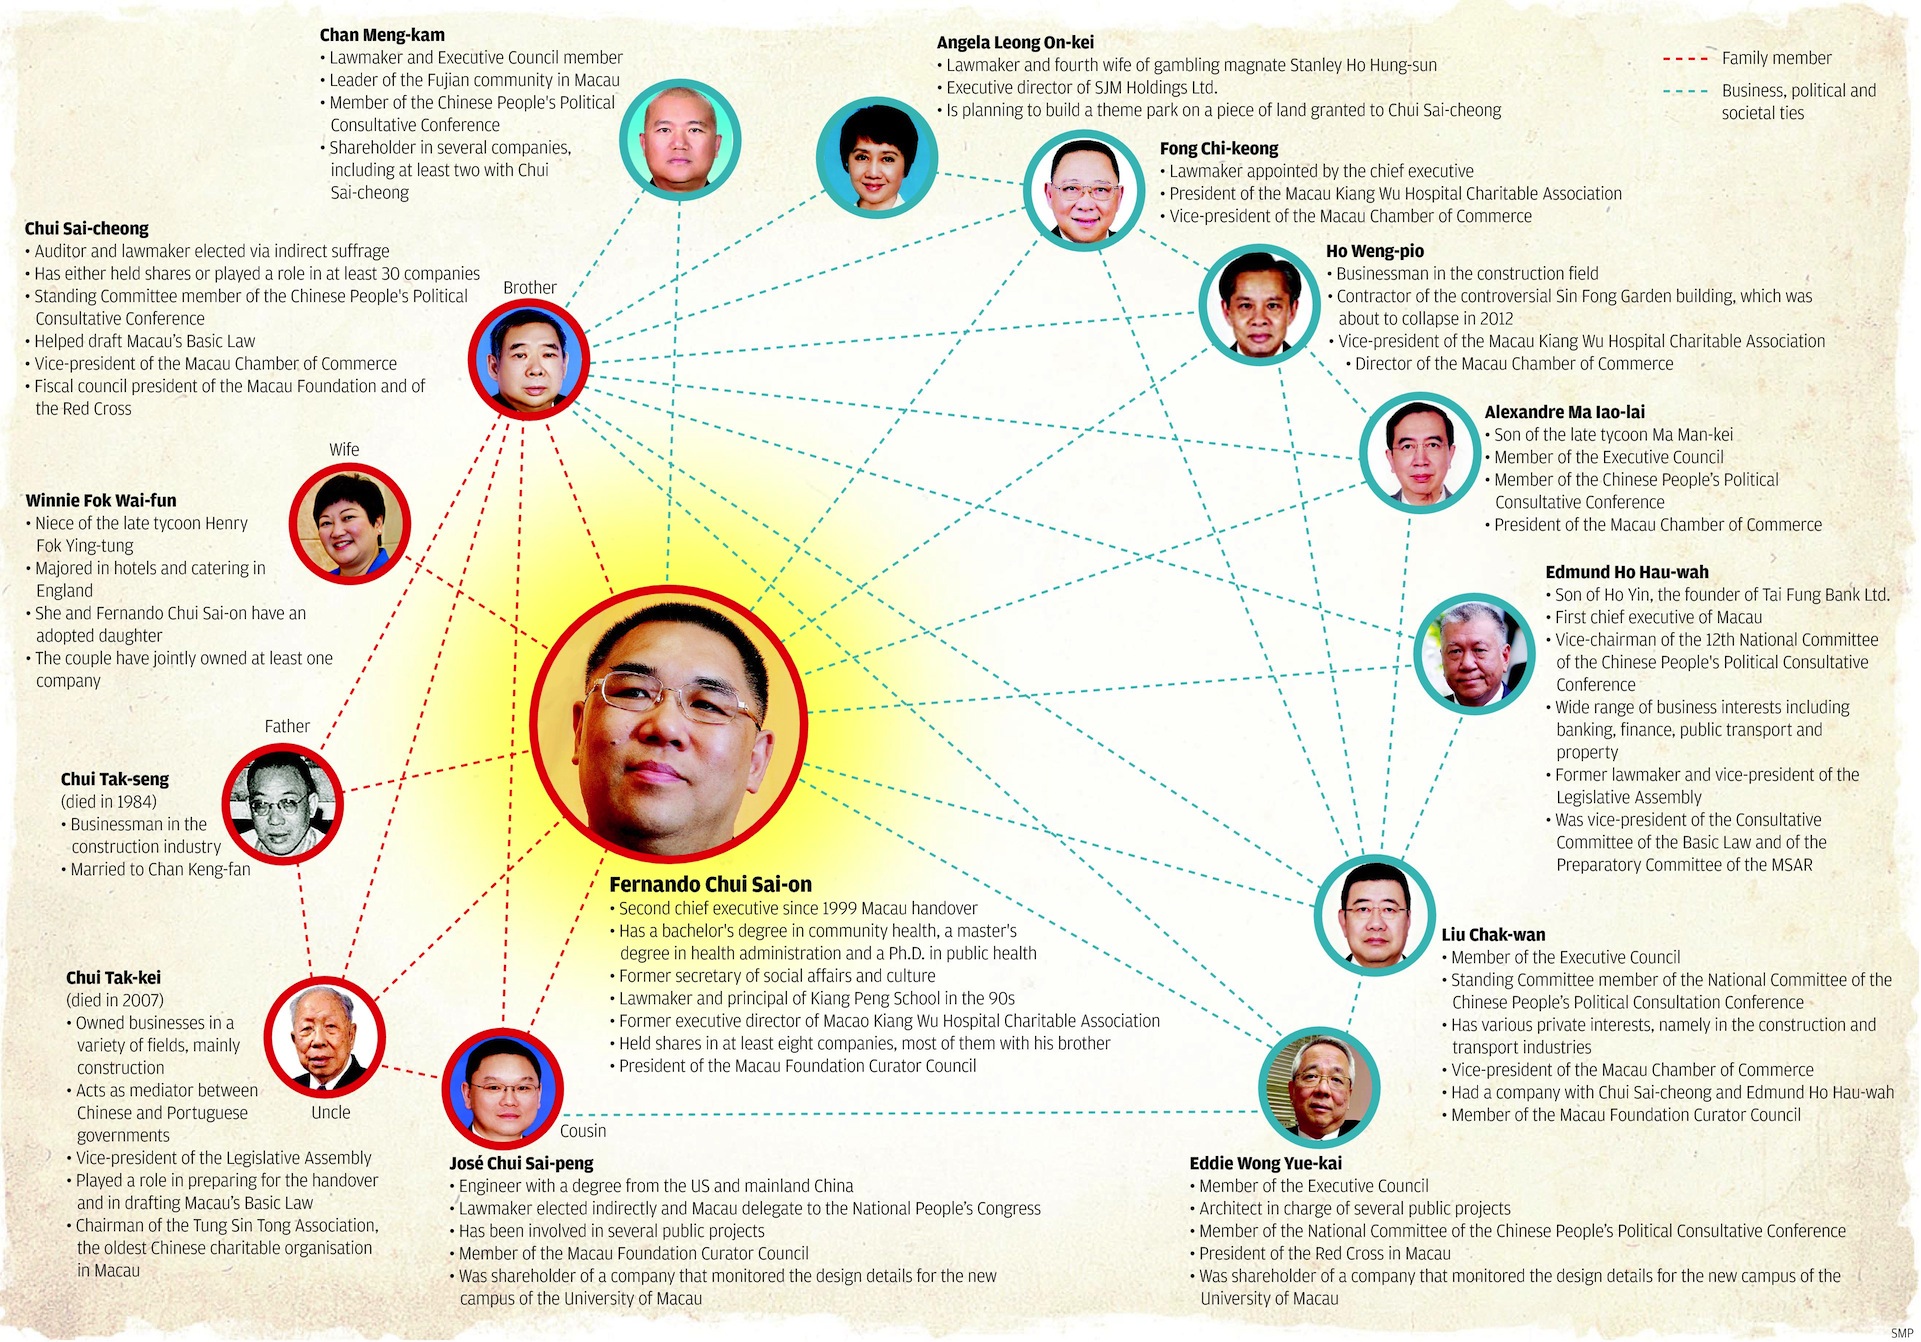 Chan Meng-kam
• Lawmaker and Executive Council member
• Leader of the Fujian community in Macau
• Member of the Chinese People's Political
Consultative Conference
• Shareholder in several companies,
including at least two with Chui
Sai-cheong
Angela Leong On-kei
• Lawmaker and fourth wife of gambling magnate Stanley Ho Hung-sun
• Executive director of SJM Holdings Ltd.
• Is planning to build a theme park on a piece of land granted to Chui Sai-cheong
Family member
Business, political and
societal ties
Fong Chi-keong
• Lawmaker appointed by the chief executive
• President of the Macau Kiang Wu Hospital Charitable Association
• Vice-president of the Macau Chamber of Commerce
Chui Sai-cheong
• Auditor and lawmaker elected via indirect suffrage
• Has either held shares or played a role in at least 30 companies
• Standing Committee member of the Chinese People's Political
Consultative Conference
• Helped draft Macau's Basic Law
• Vice-president of the Macau Chamber of Commerce
• Fiscal council president of the Macau Foundation and of
the Red Cross
Brother
Ho Weng-pio
• Businessman in the construction field
• Contractor of the controversial Sin Fong Garden building, which was
about to collapse in 2012
• Vice-president of the Macau Kiang Wu Hospital Charitable Association
• Director of the Macau Chamber of Commerce
Alexandre Ma Iao-lai
• Son of the late tycoon Ma Man-kei
• Member of the Executive Council
• Member of the Chinese People's Political
Consultative Conference
• President of the Macau Chamber of Commerce
Wife
Winnie Fok Wai-fun
• Niece of the late tycoon Henry
Fok Ying-tung
• Majored in hotels and catering in
England
• She and Fernando Chui Sai-on have an
adopted daughter
• The couple have jointly owned at least one
company
Edmund Ho Hau-wah
• Son of Ho Yin, the founder of Tai Fung Bank Ltd.
• First chief executive of Macau
• Vice-chairman of the 12th National Committee
of the Chinese People's Political Consultative
Conference
• Wide range of business interests including
banking, finance, public transport and
property
• Former lawmaker and vice-president of the
Legislative Assembly
• Was vice-president of the Consultative
Committee of the Basic Law and of the
Preparatory Committee of the MSAR
Father
Chui Tak-seng
(died in 1984)
• Businessman in the
construction industry
• Married to Chan Keng-fan
Fernando Chui Sai-on
• Second chief executive since 1999 Macau handover
• Has a bachelor's degree in community health, a master's
degree in health administration and a Ph.D. in public health
• Former secretary of social affairs and culture
• Lawmaker and principal of Kiang Peng School in the 90s
• Former executive director of Macao Kiang Wu Hospital Charitable Association
• Held shares in at least eight companies, most of them with his brother
• President of the Macau Foundation Curator Council
Liu Chak-wan
• Member of the Executive Council
• Standing Committee member of the National Committee of the
Chinese People's Political Consultation Conference
• Has various private interests, namely in the construction and
transport industries
• Vice-president of the Macau Chamber of Commerce
• Had a company with Chui Sai-cheong and Edmund Ho Hau-wah
• Member of the Macau Foundation Curator Council
Chui Tak-kei
(died in 2007)
• Owned businesses in a
variety of fields, mainly
construction
• Acts as mediator between
Chinese and Portuguese
governments
• Vice-president of the Legislative Assembly
• Played a role in preparing for the handover
and in drafting Macau's Basic Law
• Chairman of the Tung Sin Tong Association,
the oldest Chinese charitable organisation
in Macau
Uncle
Cousin
José Chui Sai-peng
• Engineer with a degree from the US and mainland China
• Lawmaker elected indirectly and Macau delegate to the National People's Congress
• Has been involved in several public projects
• Member of the Macau Foundation Curator Council
• Was shareholder of a company that monitored the design details for the new
campus of the University of Macau
Eddie Wong Yue-kai
• Member of the Executive Council
• Architect in charge of several public projects
• Member of the National Committee of the Chinese People's Political Consultative Conference
• President of the Red Cross in Macau
• Was shareholder of a company that monitored the design details for the new campus of the
University of Macau
SMP